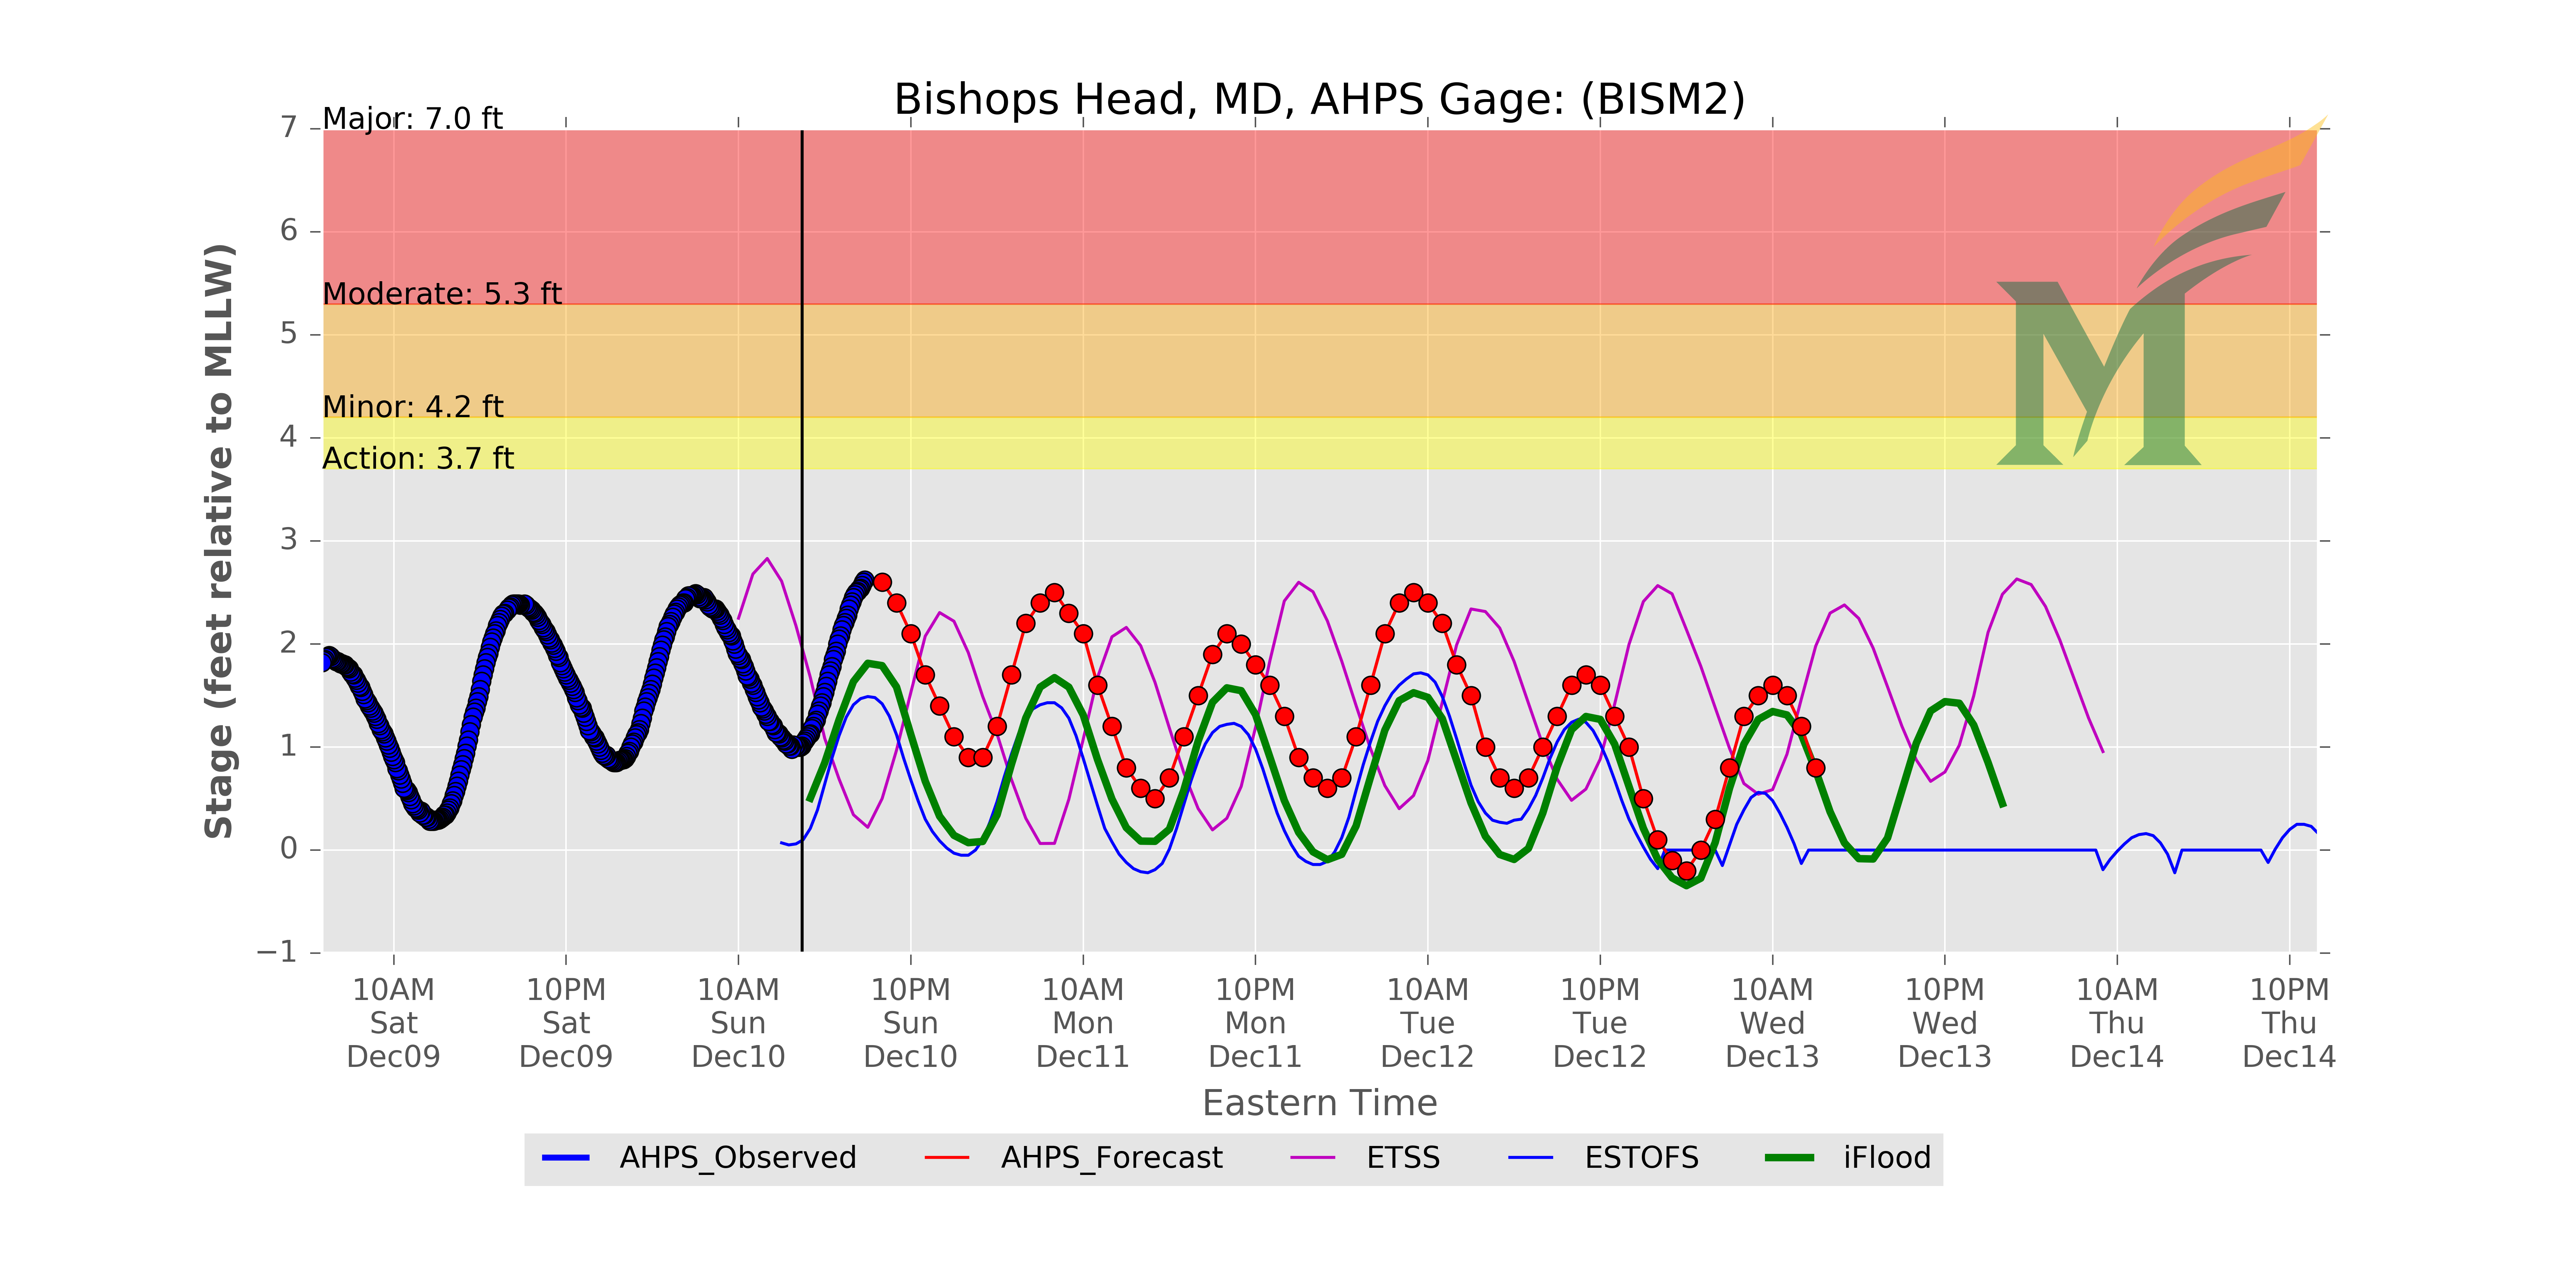 Bishops Head, MD, AHPS Gage: (BISM2)
Major: 7.0 ft
Moderate: 5.3 ft
Minor: 4.2 ft
Action: 3.7 ft
Stage (feet relative to MLLW)
7
6
5
4
3
2
1
0
−1
10AM Sat Dec09
10PM Sat Dec09
10AM Sun Dec10
10PM Sun Dec10
10AM Mon Dec11
10PM Mon Dec11
10AM Tue Dec12
10PM Tue Dec12
10AM Wed Dec13
10PM Wed Dec13
10AM Thu Dec14
10PM Thu Dec14
Eastern Time
AHPS_Observed AHPS_Forecast ETSS ESTOFS iFlood
M